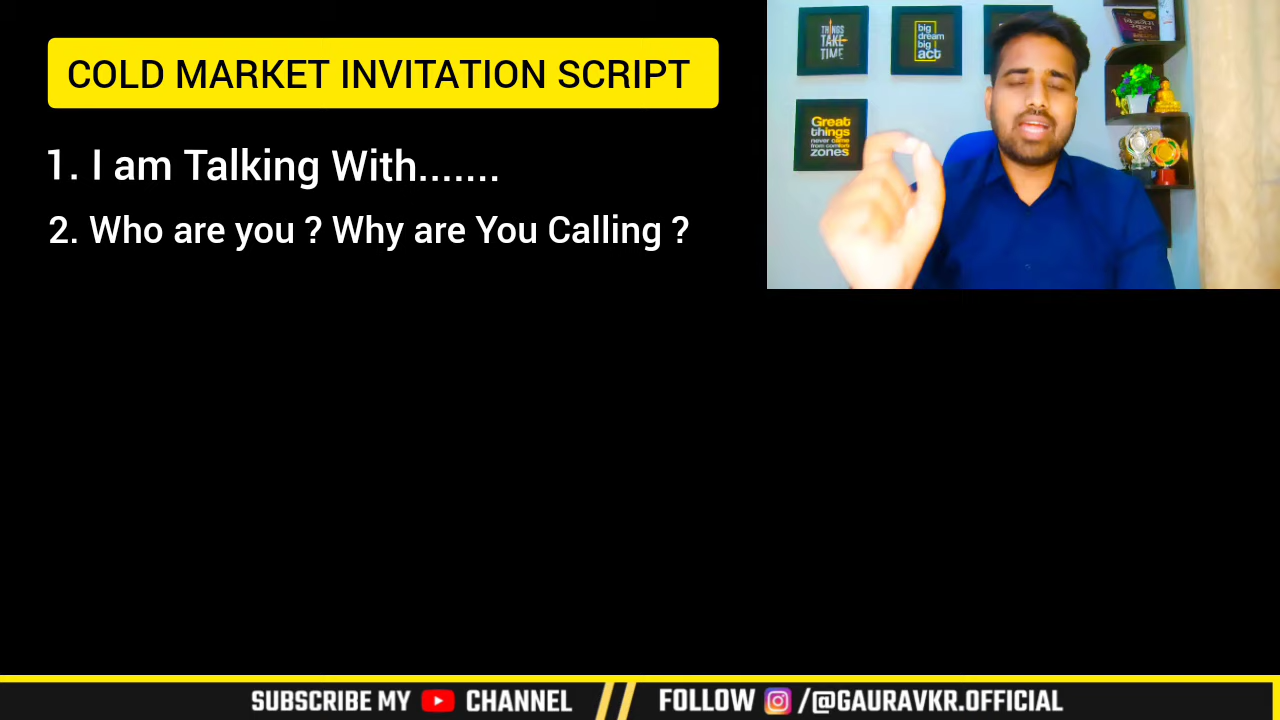 COLD MARKET INVITATION SCRIPT
1. I am Talking With.......
2. Who are you ? Why are You Calling ?
THINGS
TAKE
TIME
big
dream
big
act
Great
things
never came
from comfort
zones
SUBSCRIBE MY CHANNEL // FOLLOW /@GAURAVKR.OFFICIAL